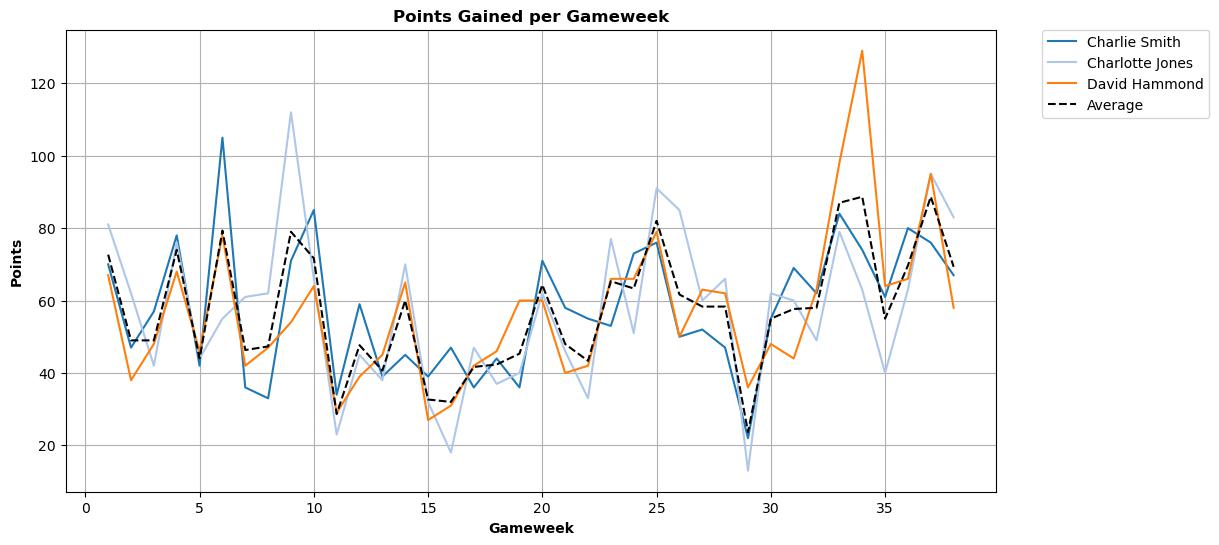 Points Gained per Gameweek
Charlie Smith
Charlotte Jones
David Hammond
Average
Points
120
100
80
60
40
20
0 5 10 15 20 25 30 35
Gameweek